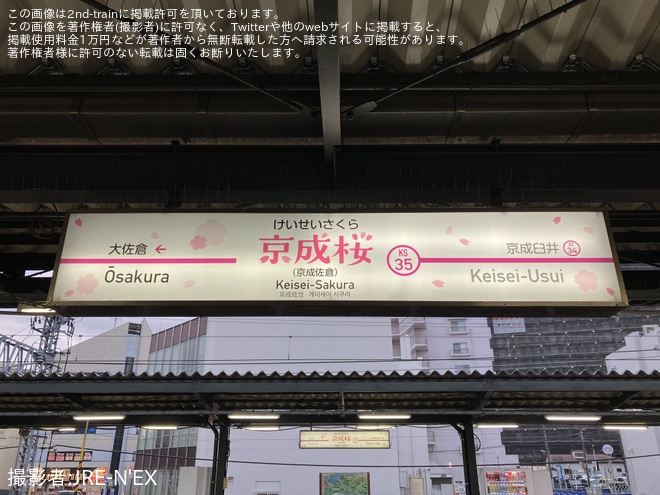 この画像は2nd-trainに掲載許可を頂いております。
この画像を著作権者(撮影者)に許可なく、Twitterや他のwebサイトに掲載すると、
掲載使用料金1万円などが著作者から無断転載した方へ請求される可能性があります。
著作権者様に許可のない転載は固くお断りいたします。
けいせいさくら
大佐倉 ←
京成桜
KS
35
京成臼井
KS
34
(京成佐倉)
Ōsakura
Keisei-Sakura
Keisei-Usui
京成佐仓 게이세이 사쿠라
京成桜
撮影者:JRE-N'EX